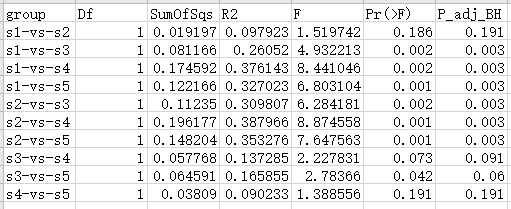 group Df SumOfSqs R2 F Pr(>F) P_adj_BH
s1-vs-s2 1 0.019197 0.097923 1.519742 0.186 0.191
s1-vs-s3 1 0.081166 0.26052 4.932213 0.002 0.003
s1-vs-s4 1 0.174592 0.376143 8.441046 0.002 0.003
s1-vs-s5 1 0.122166 0.327023 6.803104 0.001 0.003
s2-vs-s3 1 0.11235 0.309807 6.284181 0.002 0.003
s2-vs-s4 1 0.196177 0.387966 8.874558 0.001 0.003
s2-vs-s5 1 0.148204 0.353276 7.647563 0.001 0.003
s3-vs-s4 1 0.057768 0.137285 2.227831 0.073 0.091
s3-vs-s5 1 0.064591 0.165855 2.78366 0.042 0.06
s4-vs-s5 1 0.03809 0.090233 1.388556 0.191 0.191